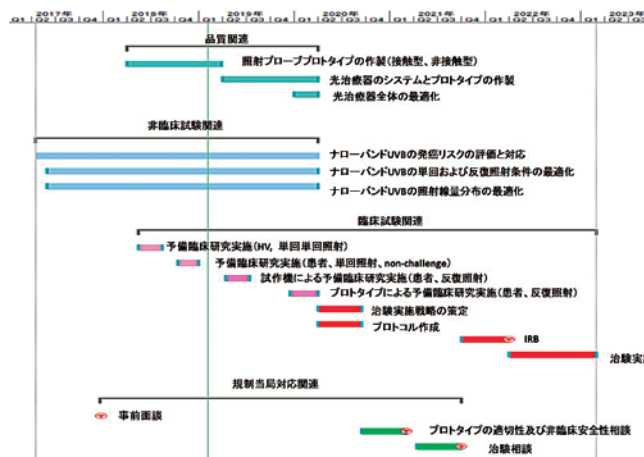 2017年 2018年 2019年 2020年 2021年 2022年 2023年
品質関連
照射プローブプロトタイプの作製(接触型、非接触型)
光治療器のシステムとプロトタイプの作製
光治療器全体の最適化
非臨床試験関連
ナローバンドUVBの発癌リスクの評価と対応
ナローバンドUVBの単回および反復照射条件の最適化
ナローバンドUVBの照射線量分布の最適化
臨床試験関連
予備臨床研究実施(HV, 単回単回照射)
予備臨床研究実施(患者、単回照射、non-challenge)
試作機による予備臨床研究実施(患者、反復照射)
プロトタイプによる予備臨床研究実施(患者、反復照射)
治験実施戦略の策定
プロトコル作成
IRB
治験実
規制当局対応関連
事前面談
プロトタイプの適切性及び非臨床安全性相談
治験相談